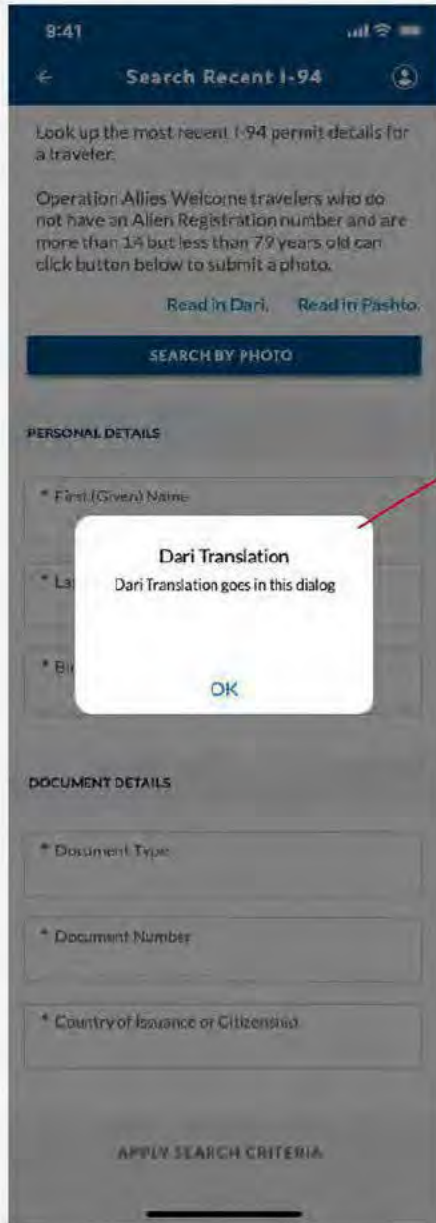 9:41
Search Recent I-94
Look up the most recent I-94 permit details for
a traveler.
Operation Allies Welcome travelers who do
not have an Alien Registration number and are
more than 14 but less than 79 years old can
click button below to submit a photo.
Read in Dari. Read in Pashto.
SEARCH BY PHOTO
PERSONAL DETAILS
* First (Given) Name
Dari Translation
Dari Translation goes in this dialog
* La
* Bi
OK
DOCUMENT DETAILS
* Document Type
* Document Number
* Country of Issuance or Citizenship
APPLY SEARCH CRITERIA